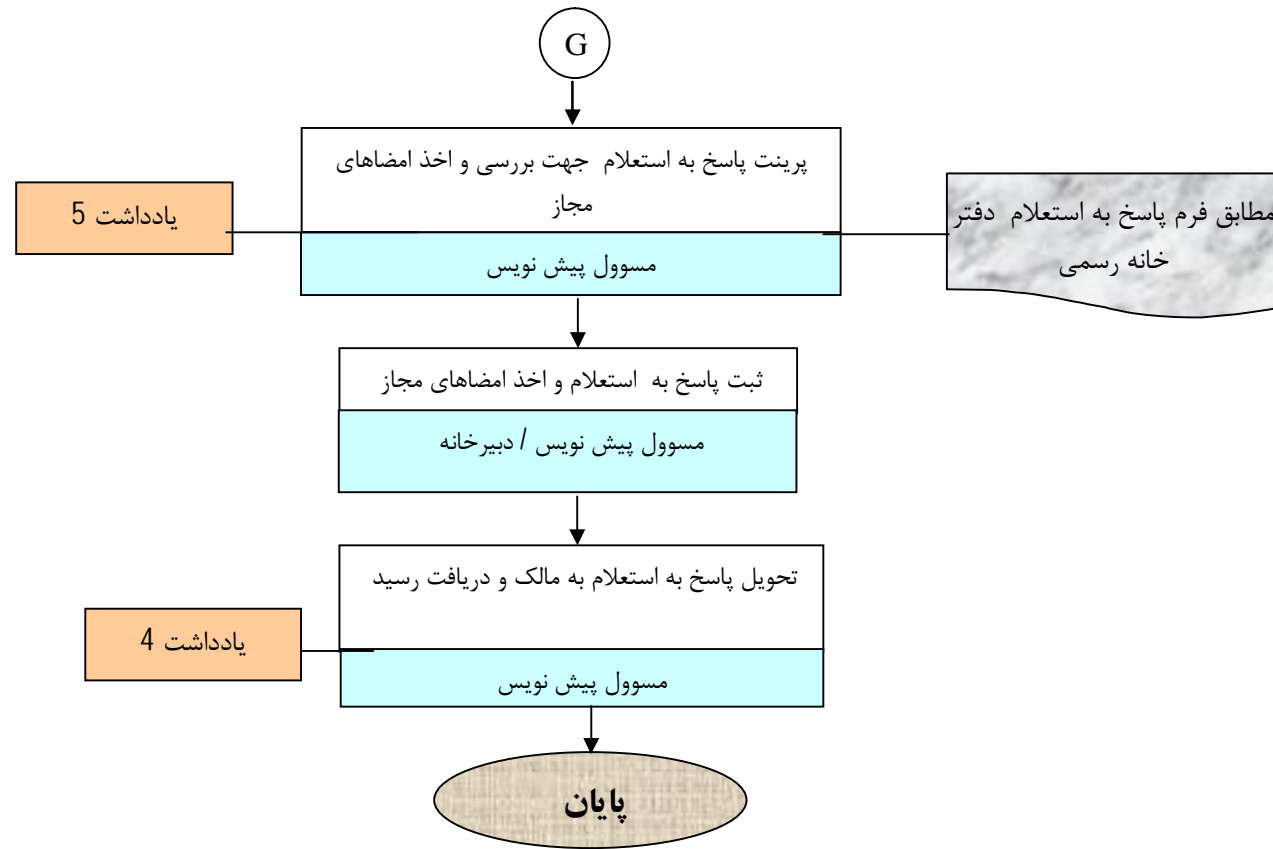 G
پرینت پاسخ به استعلام جهت بررسی و اخذ امضاهای
مجاز
مسوول پیش نویس
یادداشت 5
مطابق فرم پاسخ به استعلام دفتر
خانه رسمی
ثبت پاسخ به استعلام و اخذ امضاهای مجاز
مسوول پیش نویس / دبیرخانه
تحویل پاسخ به استعلام به مالک و دریافت رسید
مسوول پیش نویس
یادداشت 4
پایان